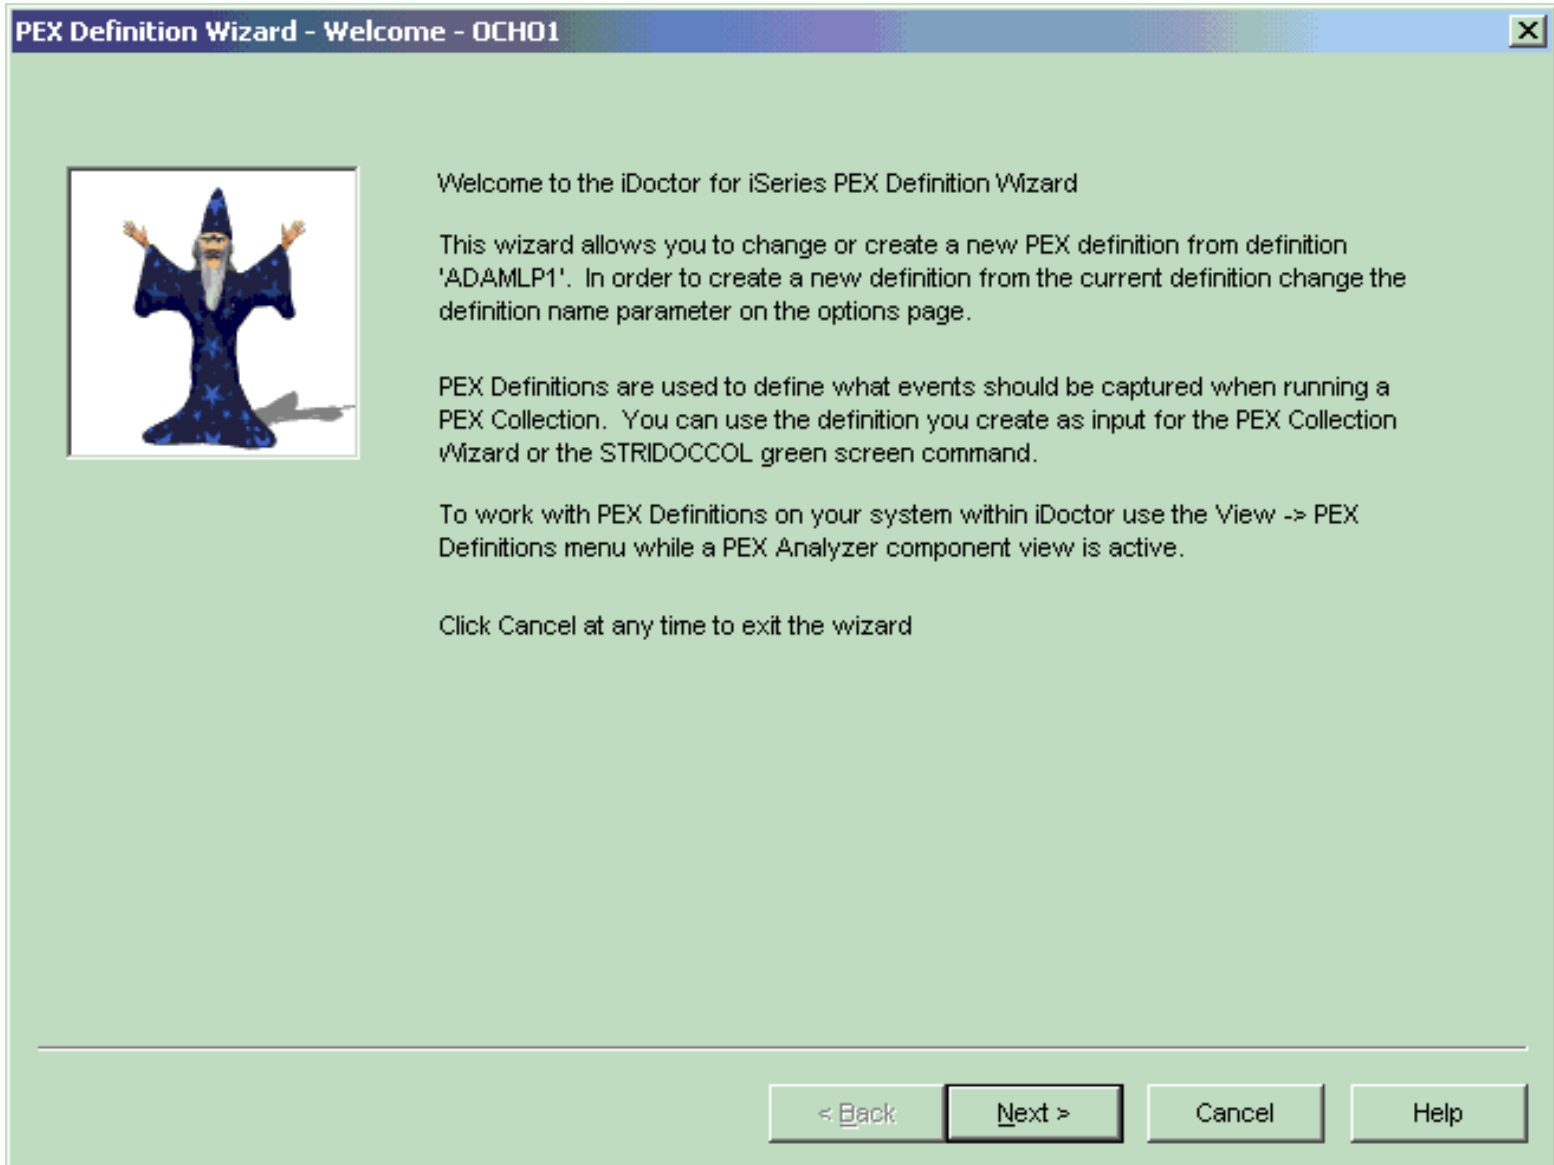 PEX Definition Wizard - Welcome - OCHO1
Welcome to the iDoctor for iSeries PEX Definition Wizard
This wizard allows you to change or create a new PEX definition from definition
'ADAMLP1'.  In order to create a new definition from the current definition change the
definition name parameter on the options page.
PEX Definitions are used to define what events should be captured when running a
PEX Collection.  You can use the definition you create as input for the PEX Collection
Wizard or the STRIDOCCOL green screen command.
To work with PEX Definitions on your system within iDoctor use the View -> PEX
Definitions menu while a PEX Analyzer component view is active.
Click Cancel at any time to exit the wizard
< Back Next > Cancel Help